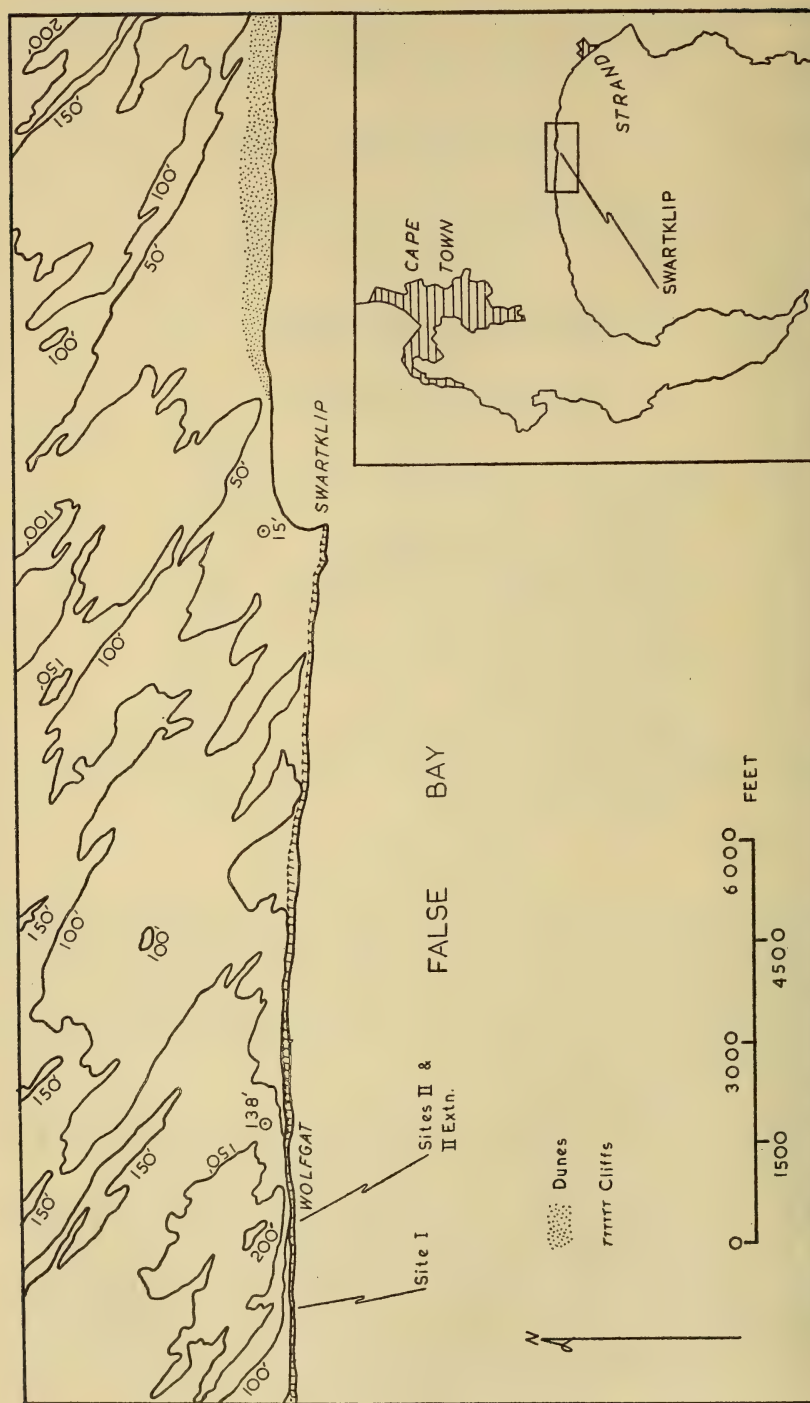 150'
150'
150'
150'
100'
100'
150'
100'
100'
100'
200'
150'
100'
50'
50'
150'
200'
100'
138'
15'
WOLFGAT
SWARTKLIP
Site I
Sites II &
II Extn.
FALSE BAY
N
Dunes
Cliffs
0 1500 3000 4500 6000
FEET
CAPE
TOWN
STRAND
SWARTKLIP